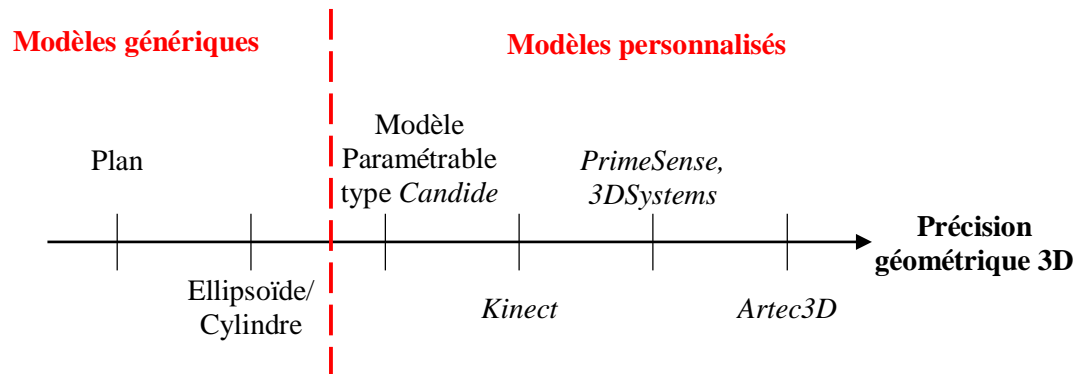 Modèles génériques
Modèles personnalisés
Plan
Modèle
Paramétrable
type Candide
PrimeSense,
3DSystems
Précision
géométrique 3D
Ellipsoïde/
Cylindre
Kinect
Artec3D